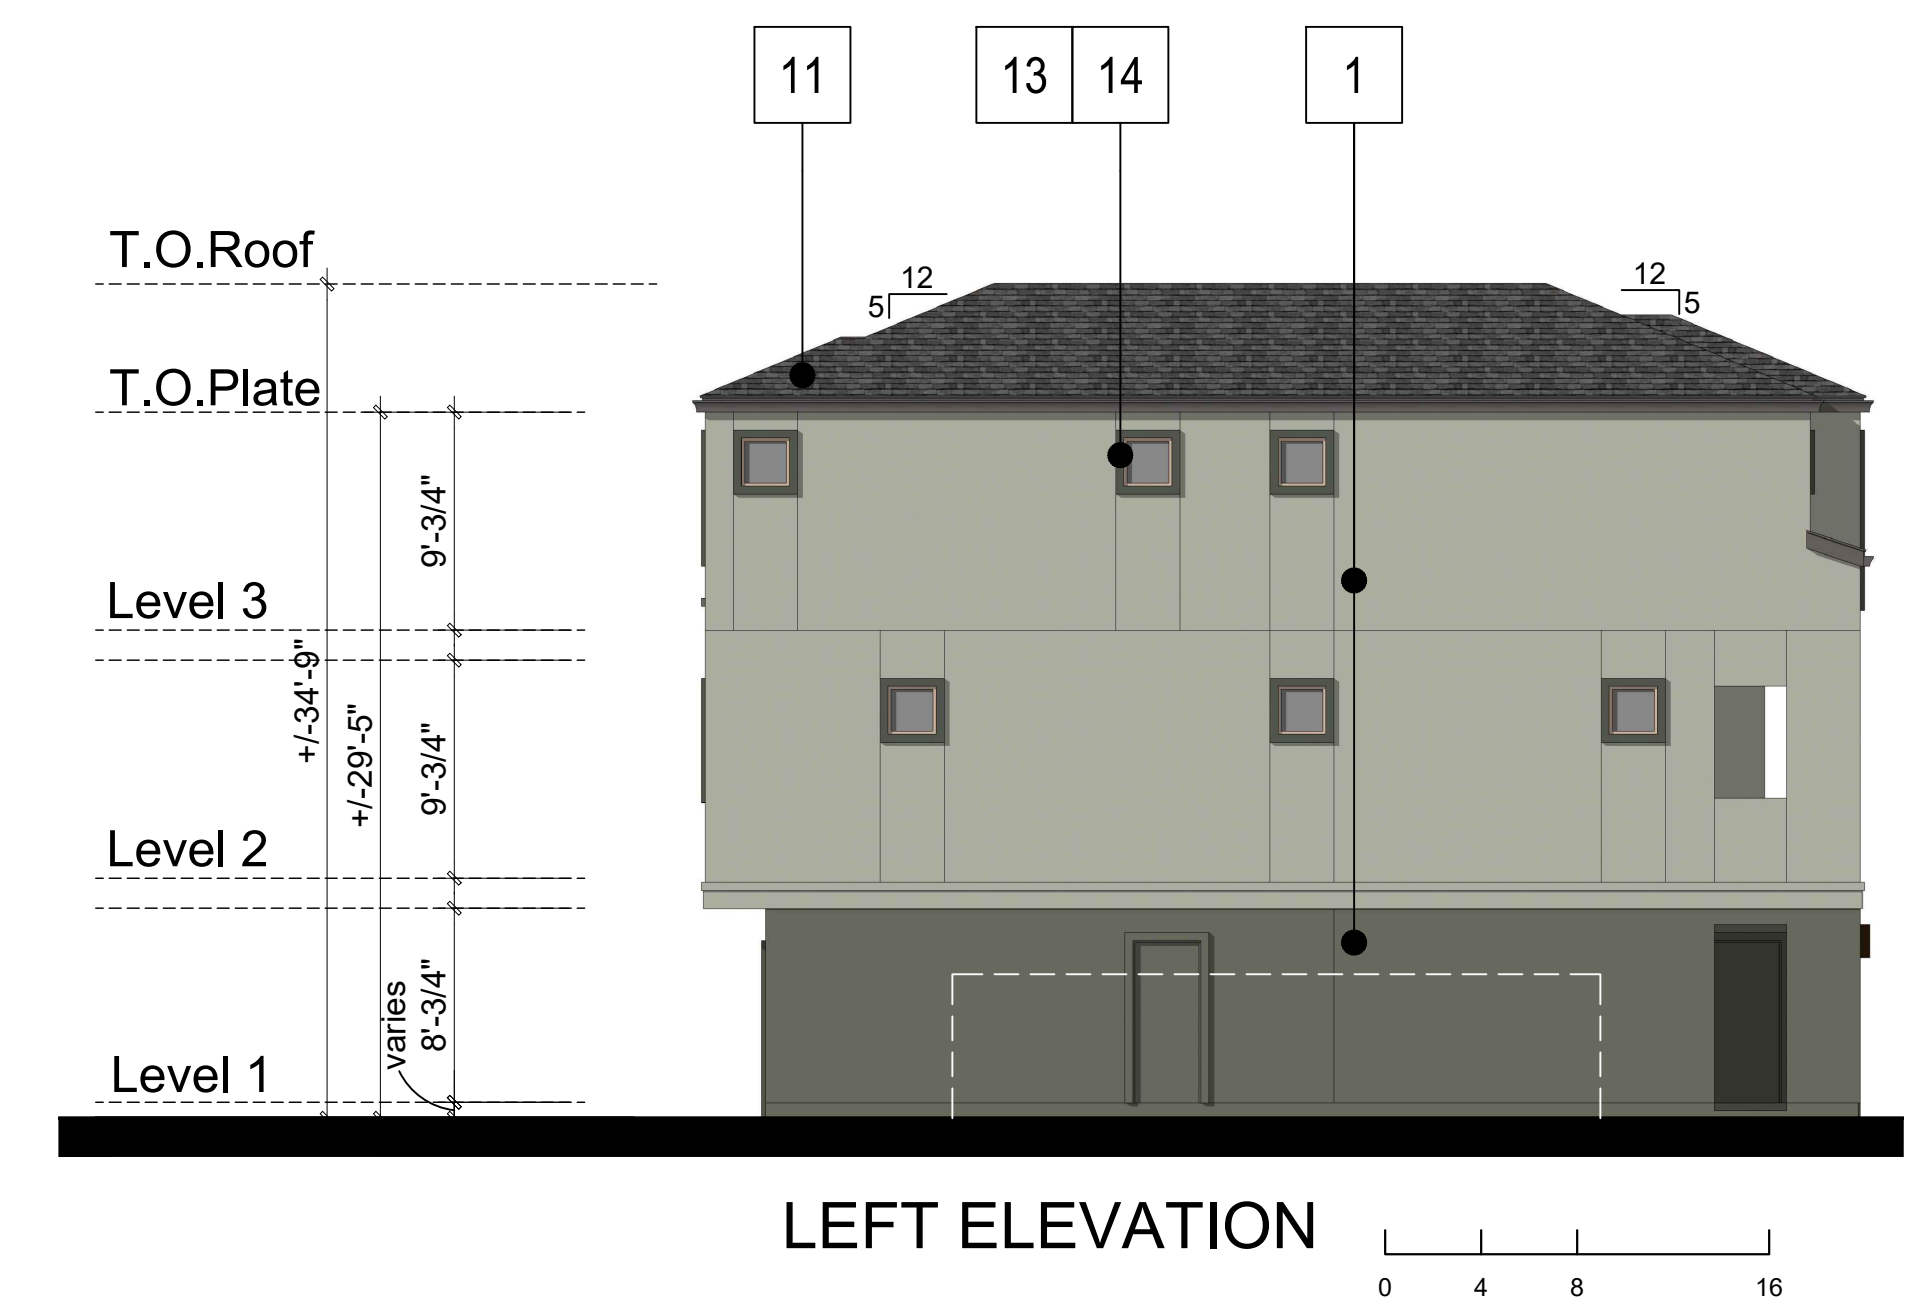 11
13 14
1
T.O.Roof
12
5
12
5
T.O.Plate
9'-3/4"
Level 3
+/-34'-9"
+/-29'-5"
9'-3/4"
Level 2
8'-3/4"
varies
Level 1
LEFT ELEVATION
0 4 8 16